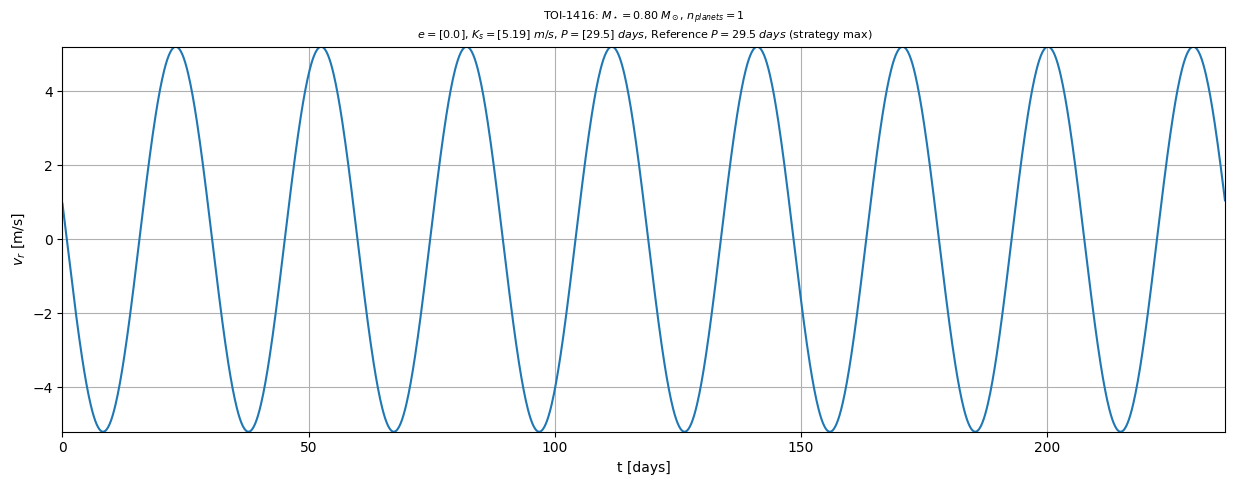 TOI-1416: $M_\star = 0.80\ M_\odot$, $n_{planets} = 1$
$e = [0.0]$, $K_s = [5.19]\ m/s$, $P = [29.5]\ days$, Reference $P = 29.5\ days$ (strategy max)
$v_r$ [m/s]
4
2
0
−2
−4
0 50 100 150 200
t [days]